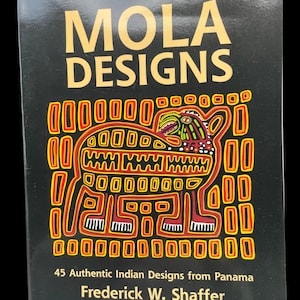 MOLA
DESIGNS
45 Authentic Indian Designs from Panama
Frederick W. Shaffer